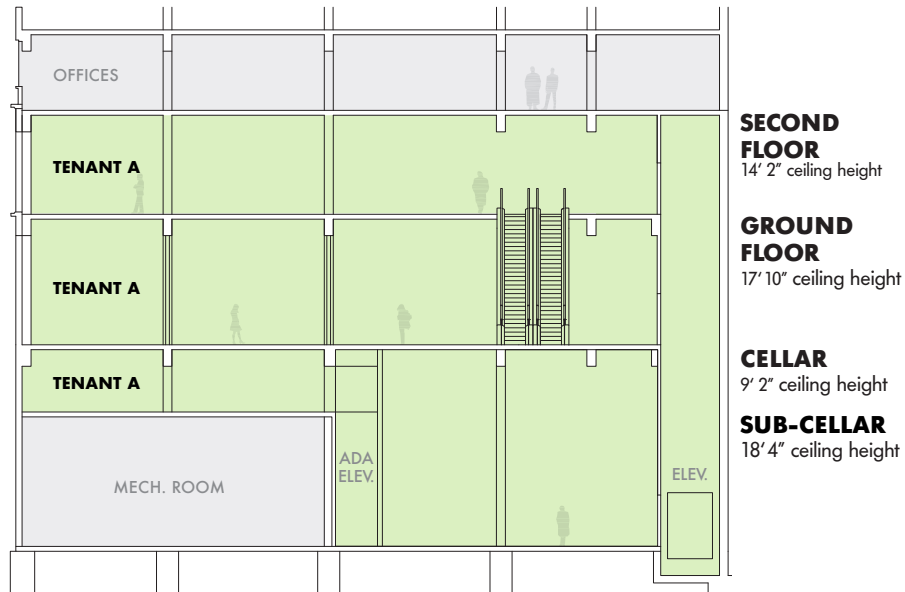 OFFICES
SECOND
FLOOR
14‘ 2” ceiling height
TENANT A
GROUND
FLOOR
17‘ 10” ceiling height
TENANT A
CELLAR
9‘ 2” ceiling height
TENANT A
SUB-CELLAR
18‘ 4” ceiling height
ADA
ELEV.
ELEV.
MECH. ROOM